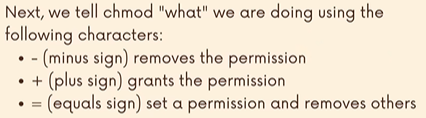 Next, we tell chmod "what" we are doing using the
following characters:
• - (minus sign) removes the permission
• + (plus sign) grants the permission
• = (equals sign) set a permission and removes others